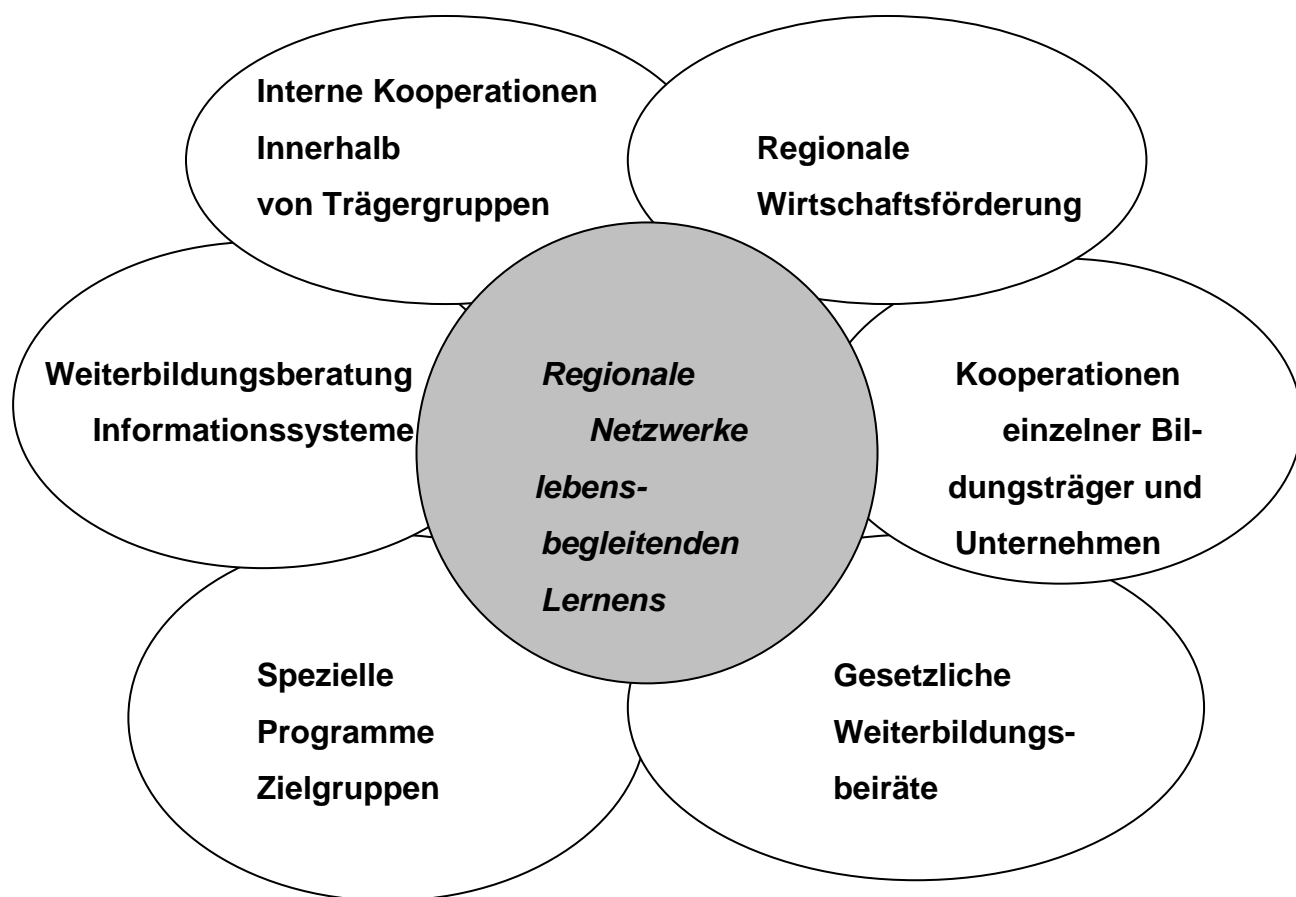 Interne Kooperationen
Innerhalb
von Trägergruppen
Regionale
Wirtschaftsförderung
Weiterbildungsberatung
Informationssysteme
Regionale
Netzwerke
lebens-
begleitenden
Lernens
Kooperationen
einzelner Bil-
dungsträger und
Unternehmen
Spezielle
Programme
Zielgruppen
Gesetzliche
Weiterbildungs-
beiräte